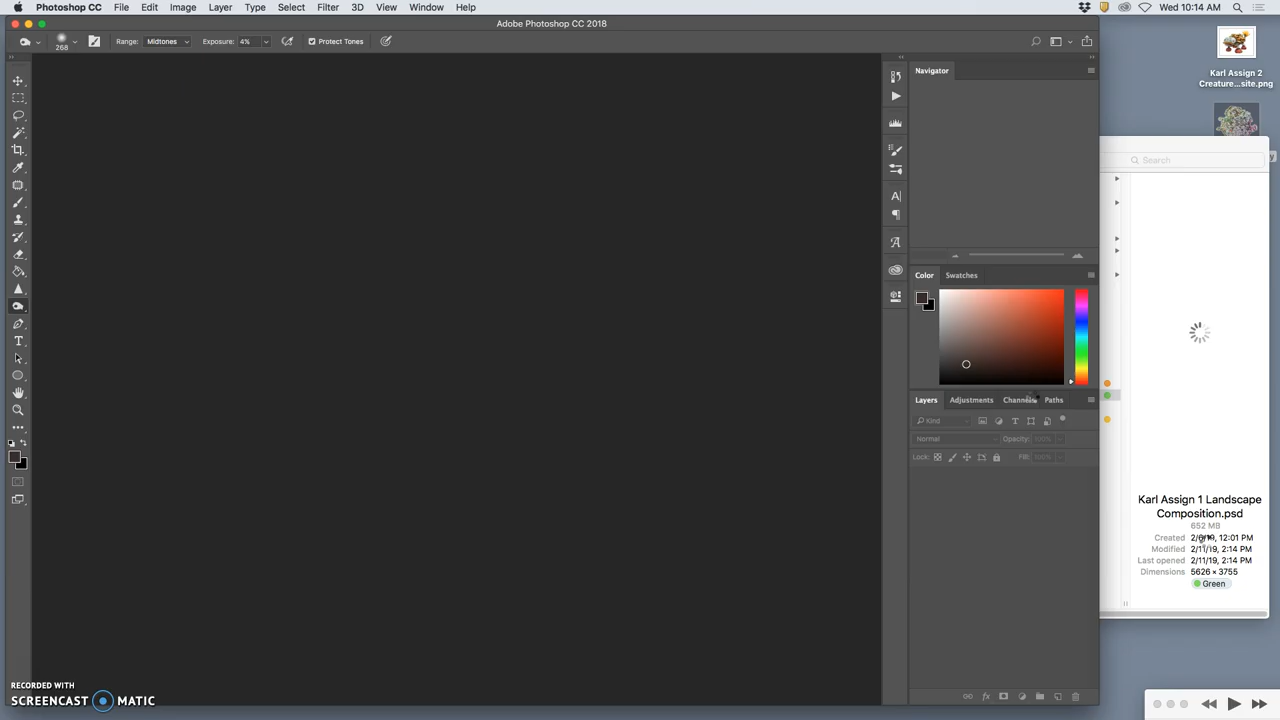 Photoshop CC File Edit Image Layer Type Select Filter 3D View Window Help Wed 10:14 AM
Adobe Photoshop CC 2018
268 Range: Midtones Exposure: 4% Protect Tones
Karl Assign 2
Creature...site.png
Navigator
Search
Color Swatches
Layers Adjustments Channels Paths
Kind
Normal Opacity: 100%
Lock: Fill: 100%
Karl Assign 1 Landscape
Composition.psd
652 MB
Created 12:01 PM
Modified 2/11/19, 2:14 PM
Last opened 2/11/19, 2:14 PM
Dimensions 5626 × 3755
Green
RECORDED WITH
SCREENCAST MATIC